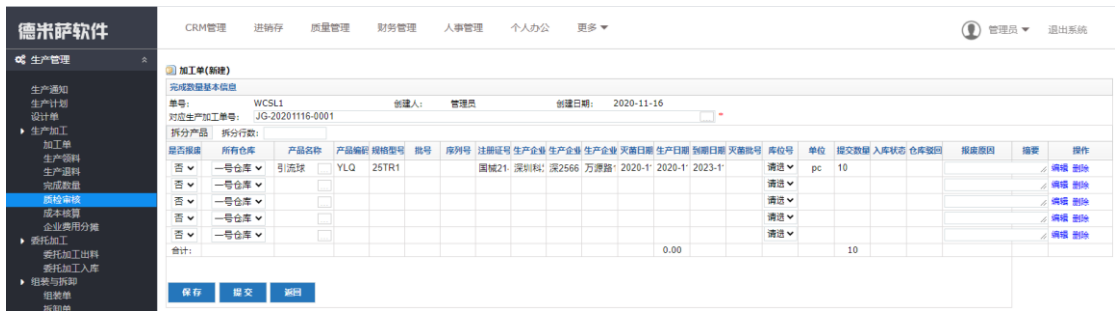 德米萨软件
CRM管理 进销存 质量管理 财务管理 人事管理 个人办公 更多
管理员 退出系统
生产管理
生产通知
生产计划
设计单
生产加工
加工单
生产领料
生产退料
完成数量
质检审核
成本核算
企业费用分摊
委托加工
委托加工出料
委托加工入库
组装与拆卸
组装单
拆卸单
加工单(新建)
完成数量基本信息
单号: WCSL1 创建人: 管理员 创建日期: 2020-11-16
对应生产加工单号: JG-20201116-0001 *
拆分产品 拆分行数:
是否报废 所有仓库 产品名称 产品编码 规格型号 批号 序列号 注册证号 生产企业 生产企业 生产企业 灭菌日期 生产日期 到期日期 灭菌批号 库位号 单位 提交数量 入库状态 仓库驳回 报废原因 摘要 操作
否 一号仓库 引流球 YLQ 25TR1 国械21 深圳科 深2566 万源路 2020-1 2020-1 2023-1 请选 pc 10 编辑 删除
否 一号仓库 请选 编辑 删除
否 一号仓库 请选 编辑 删除
否 一号仓库 请选 编辑 删除
否 一号仓库 请选 编辑 删除
合计: 0.00 10
保存 提交 返回